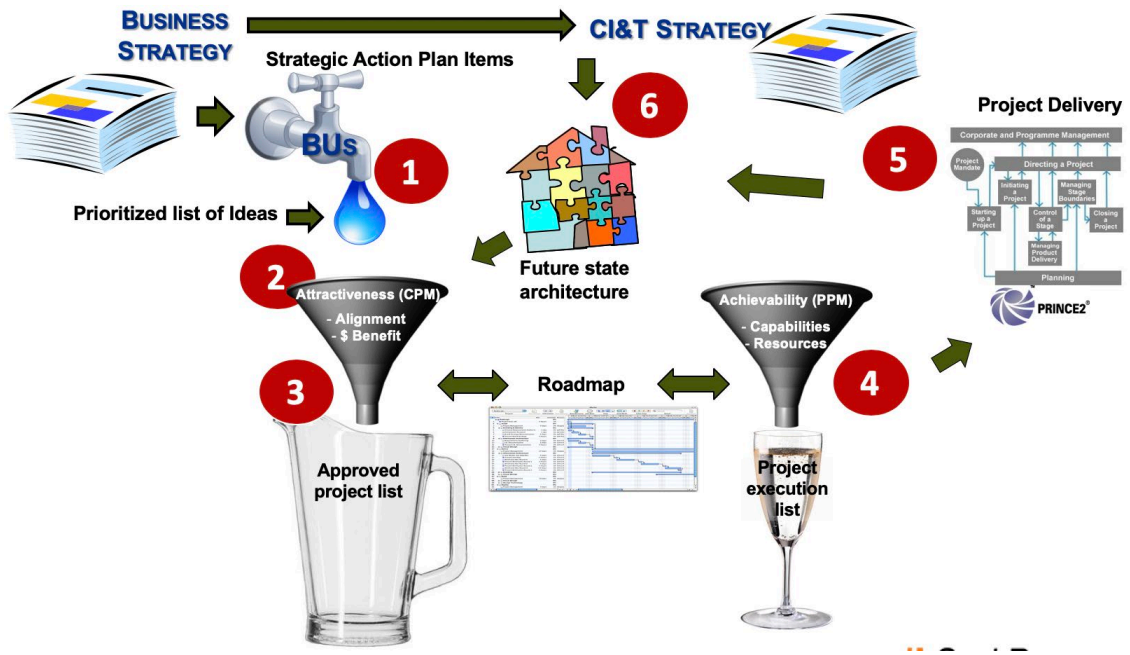 BUSINESS
STRATEGY
CI&T STRATEGY
Strategic Action Plan Items
BUs
1
Prioritized list of Ideas
6
Future state
architecture
5
Project Delivery
Corporate and Programme Management
Project
Mandate
Directing a Project
Initiating
a
Project
Managing
Stage
Boundaries
Starting
up a
Project
Control
of a
Stage
Closing
a
Project
Managing
Product
Delivery
Planning
PRINCE2®
2
Attractiveness (CPM)
- Alignment
- $ Benefit
3
Approved
project list
Roadmap
Achievability (PPM)
- Capabilities
- Resources
4
Project
execution
list